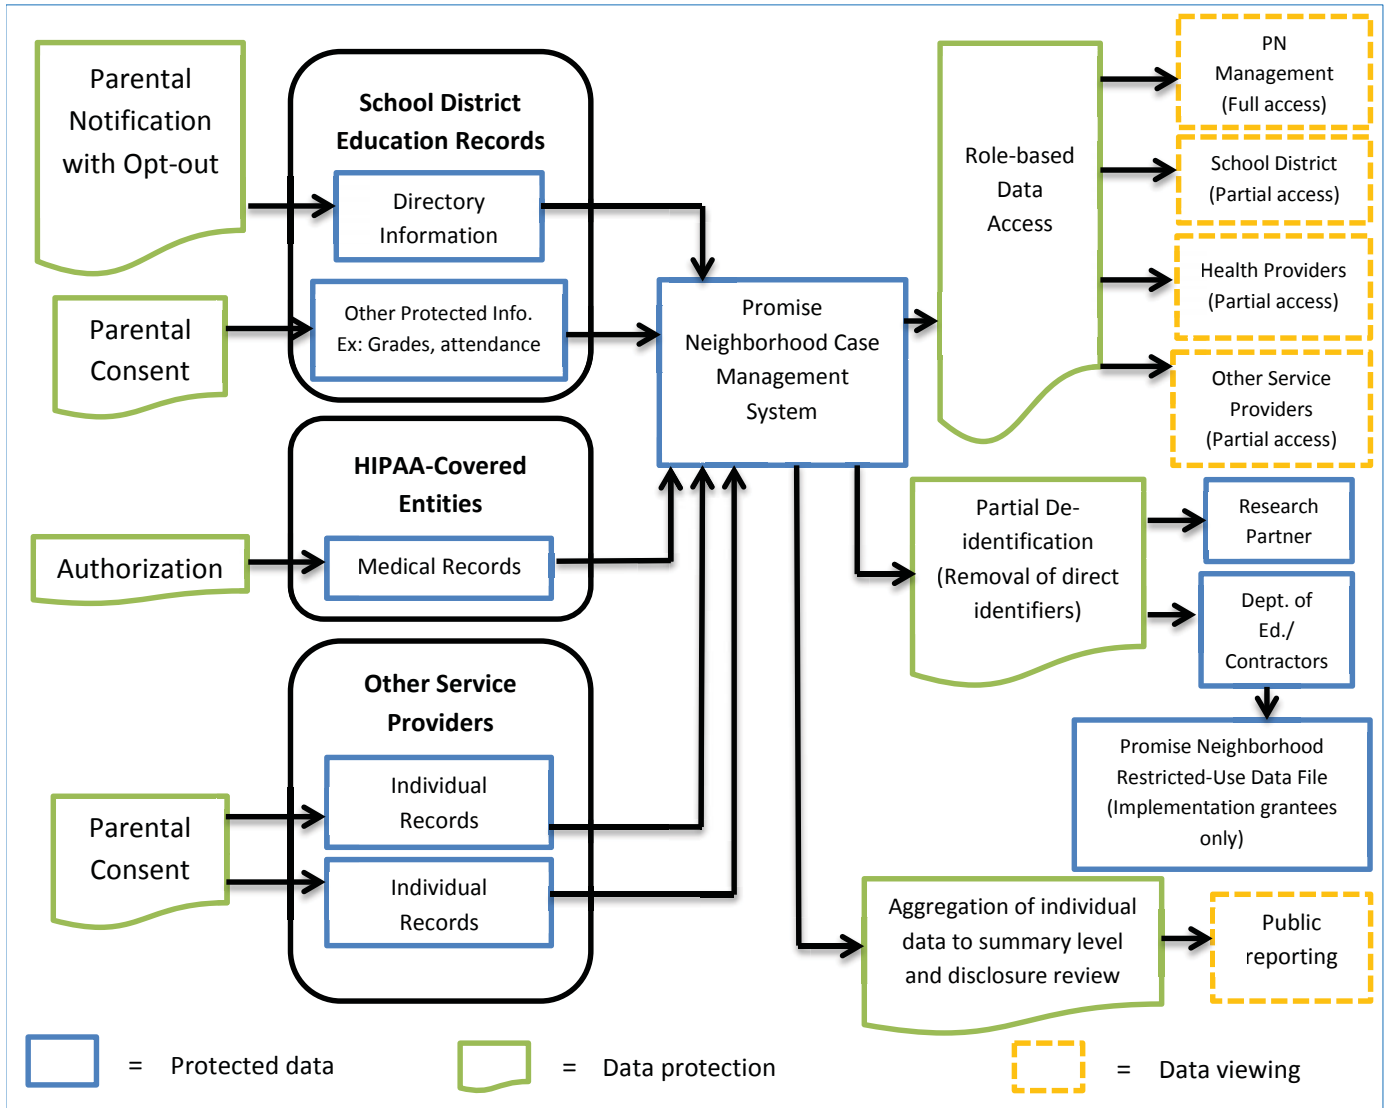 Parental
Notification
with Opt-out
School District
Education Records
Directory
Information
Parental
Consent
Other Protected Info.
Ex: Grades, attendance
HIPAA-Covered
Entities
Authorization
Medical Records
Other Service
Providers
Parental
Consent
Individual
Records
Individual
Records
Promise
Neighborhood Case
Management
System
Role-based
Data
Access
PN
Management
(Full access)
School District
(Partial access)
Health Providers
(Partial access)
Other Service
Providers
(Partial access)
Partial De-
identification
(Removal of direct
identifiers)
Research
Partner
Dept. of
Ed./
Contractors
Promise Neighborhood
Restricted-Use Data File
(Implementation grantees
only)
Aggregation of individual
data to summary level
and disclosure review
Public
reporting
= Protected data
= Data protection
= Data viewing